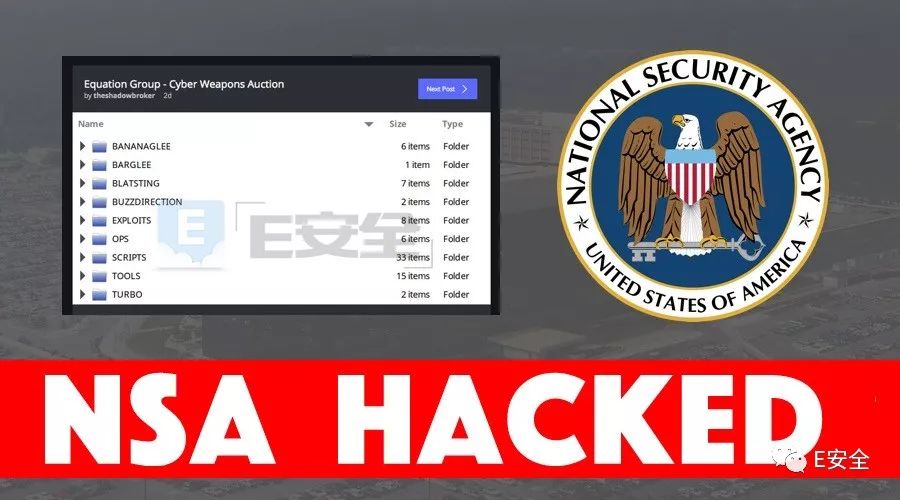 Equation Group - Cyber Weapons Auction
by theshadowbroker 2d
Next Post
Name Size Type
BANANAGLEE 6 items Folder
BARGLEE 1 item Folder
BLATSTING 7 items Folder
BUZZDIRECTION 2 items Folder
EXPLOITS 8 items Folder
OPS 6 items Folder
SCRIPTS 33 items Folder
TOOLS 15 items Folder
TURBO 2 items Folder
E
E安全
NATIONAL SECURITY AGENCY
UNITED STATES OF AMERICA
NSA HACKED
E安全